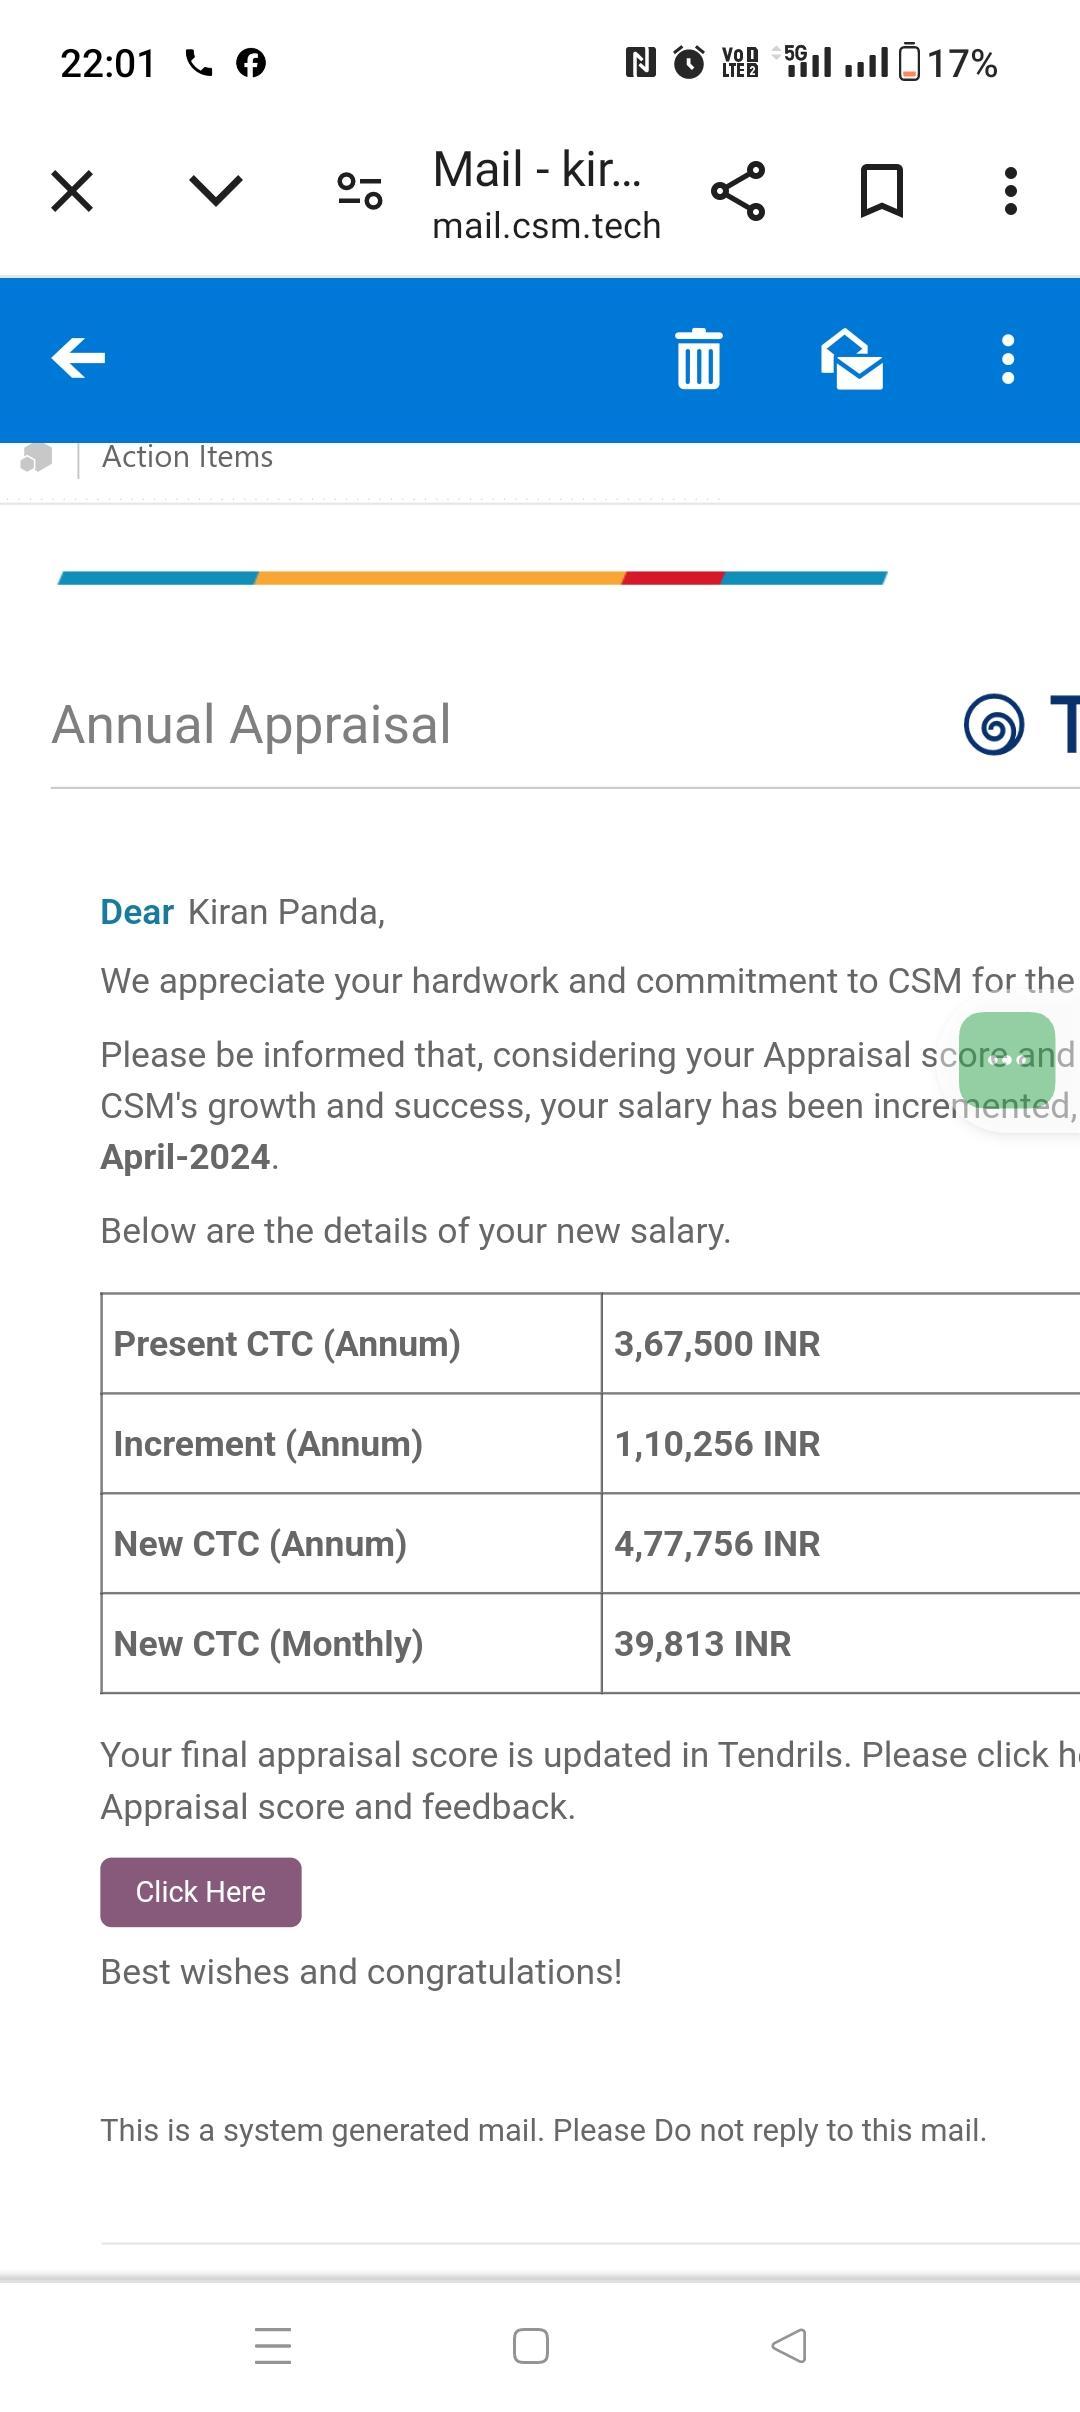 22:01 VoD LTE 2 5G 17%
Mail - kir...
mail.csm.tech
Action Items
Annual Appraisal T
Dear Kiran Panda,
We appreciate your hardwork and commitment to CSM for the
Please be informed that, considering your Appraisal score and
CSM's growth and success, your salary has been incremented,
April-2024.
Below are the details of your new salary.
Present CTC (Annum) 3,67,500 INR
Increment (Annum) 1,10,256 INR
New CTC (Annum) 4,77,756 INR
New CTC (Monthly) 39,813 INR
Your final appraisal score is updated in Tendrils. Please click
Appraisal score and feedback.
Click Here
Best wishes and congratulations!
This is a system generated mail. Please Do not reply to this mail.